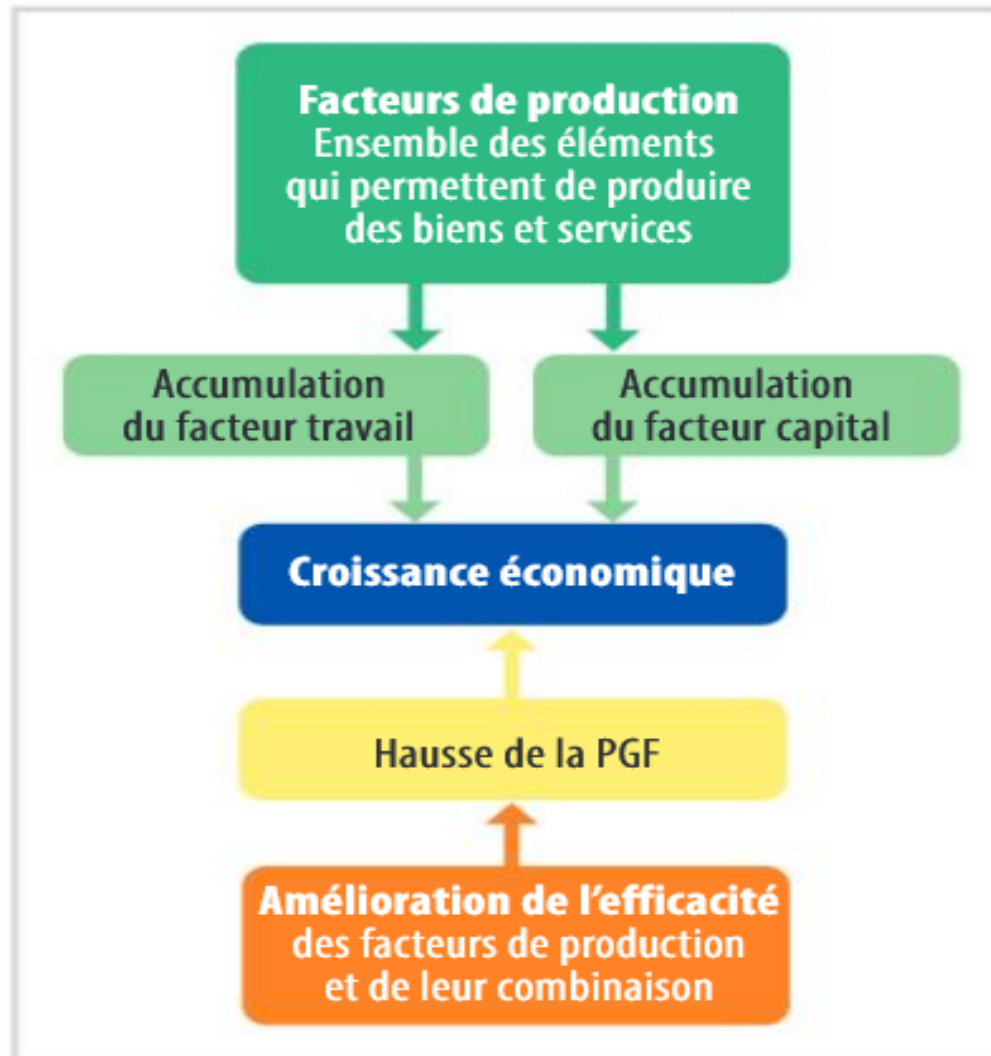 Facteurs de production
Ensemble des éléments
qui permettent de produire
des biens et services
Accumulation
du facteur travail
Accumulation
du facteur capital
Croissance économique
Hausse de la PGF
Amélioration de l'efficacité
des facteurs de production
et de leur combinaison